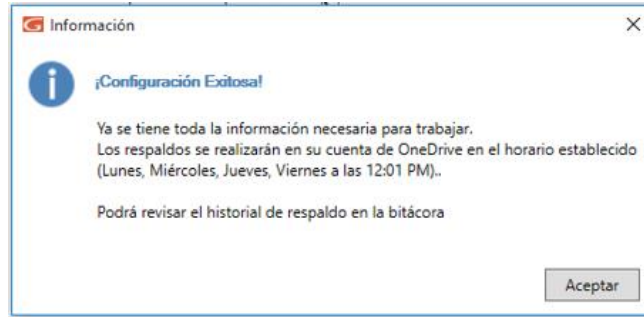 Información
¡Configuración Exitosa!
Ya se tiene toda la información necesaria para trabajar.
Los respaldos se realizarán en su cuenta de OneDrive en el horario establecido
(Lunes, Miércoles, Jueves, Viernes a las 12:01 PM)..
Podrá revisar el historial de respaldo en la bitácora
Aceptar